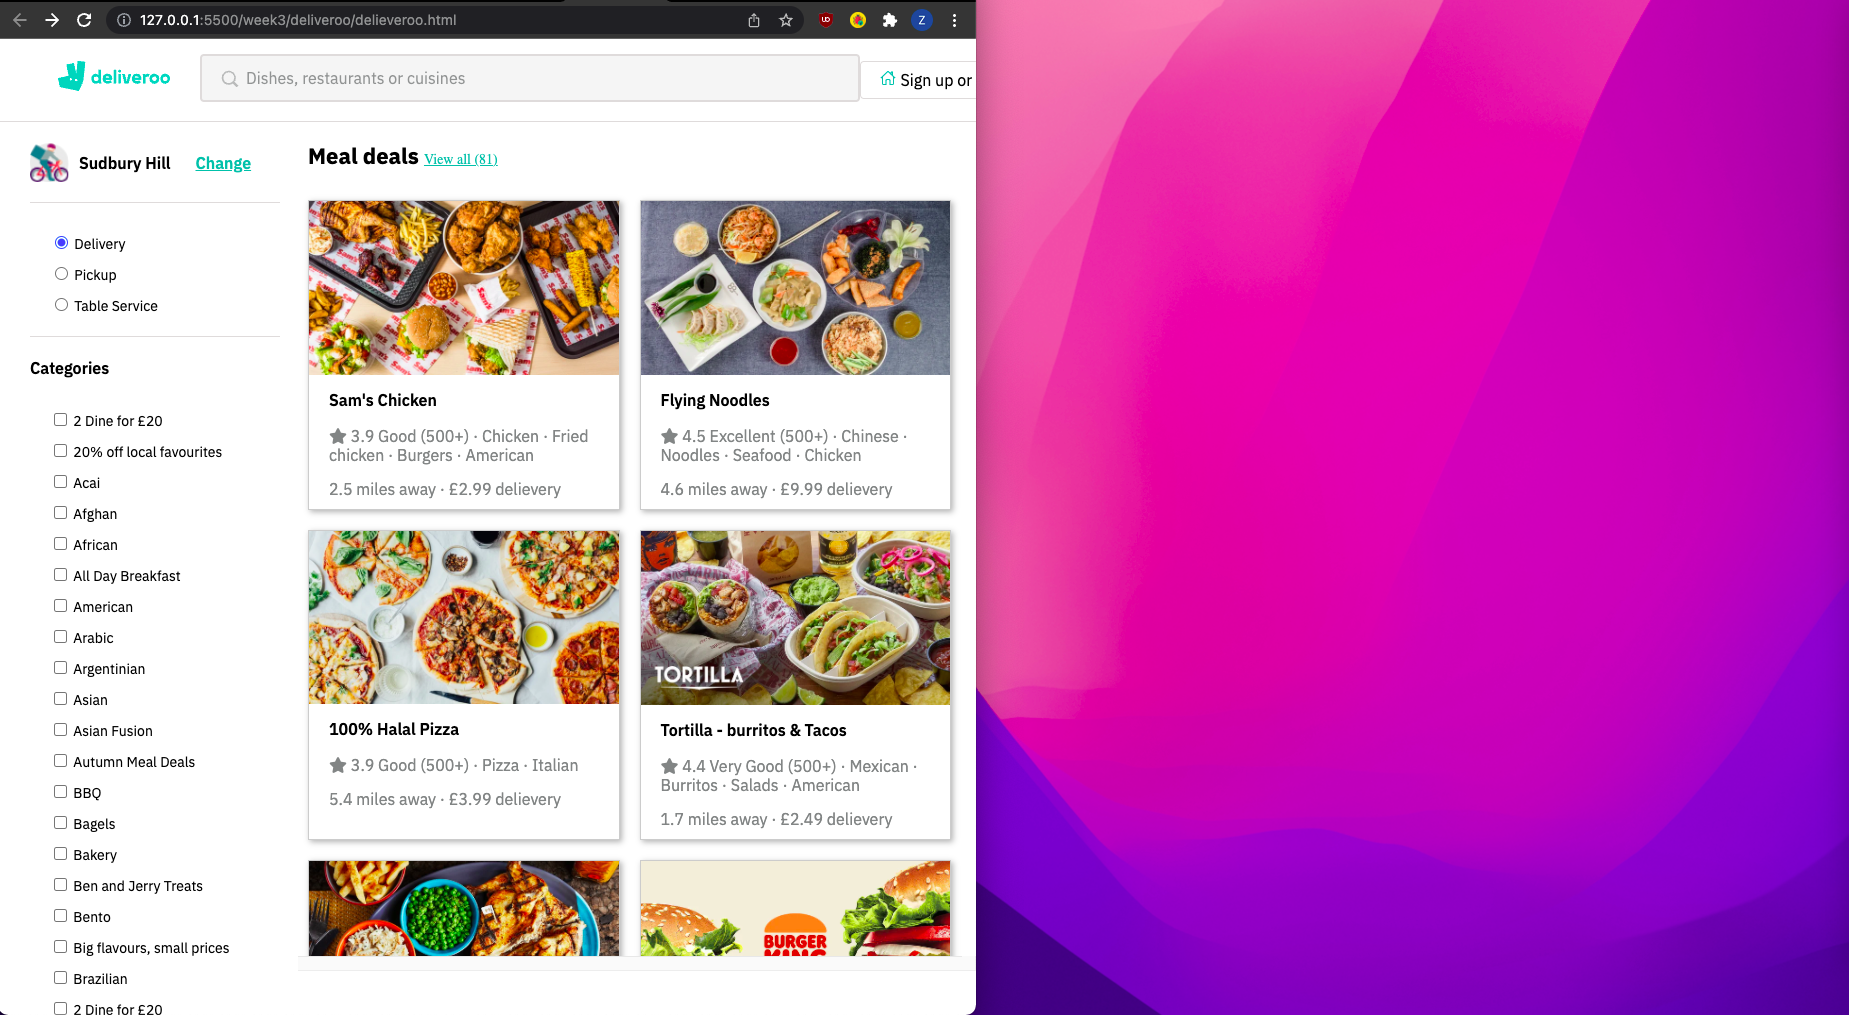 127.0.0.1:5500/week3/deliveroo/delieveroo.html
Z
deliveroo
Dishes, restaurants or cuisines
Sign up or
Sudbury Hill
Change
Delivery
Pickup
Table Service
Categories
2 Dine for £20
20% off local favourites
Acai
Afghan
African
All Day Breakfast
American
Arabic
Argentinian
Asian
Asian Fusion
Autumn Meal Deals
BBQ
Bagels
Bakery
Ben and Jerry Treats
Bento
Big flavours, small prices
Brazilian
2 Dine for £20
Meal deals View all (81)
Sam's Chicken
3.9 Good (500+) · Chicken · Fried
chicken · Burgers · American
2.5 miles away · £2.99 delievery
Flying Noodles
4.5 Excellent (500+) · Chinese ·
Noodles · Seafood · Chicken
4.6 miles away · £9.99 delievery
100% Halal Pizza
3.9 Good (500+) · Pizza · Italian
5.4 miles away · £3.99 delievery
TORTILLA
Tortilla - burritos & Tacos
4.4 Very Good (500+) · Mexican ·
Burritos · Salads · American
1.7 miles away · £2.49 delievery
BURGER
KING